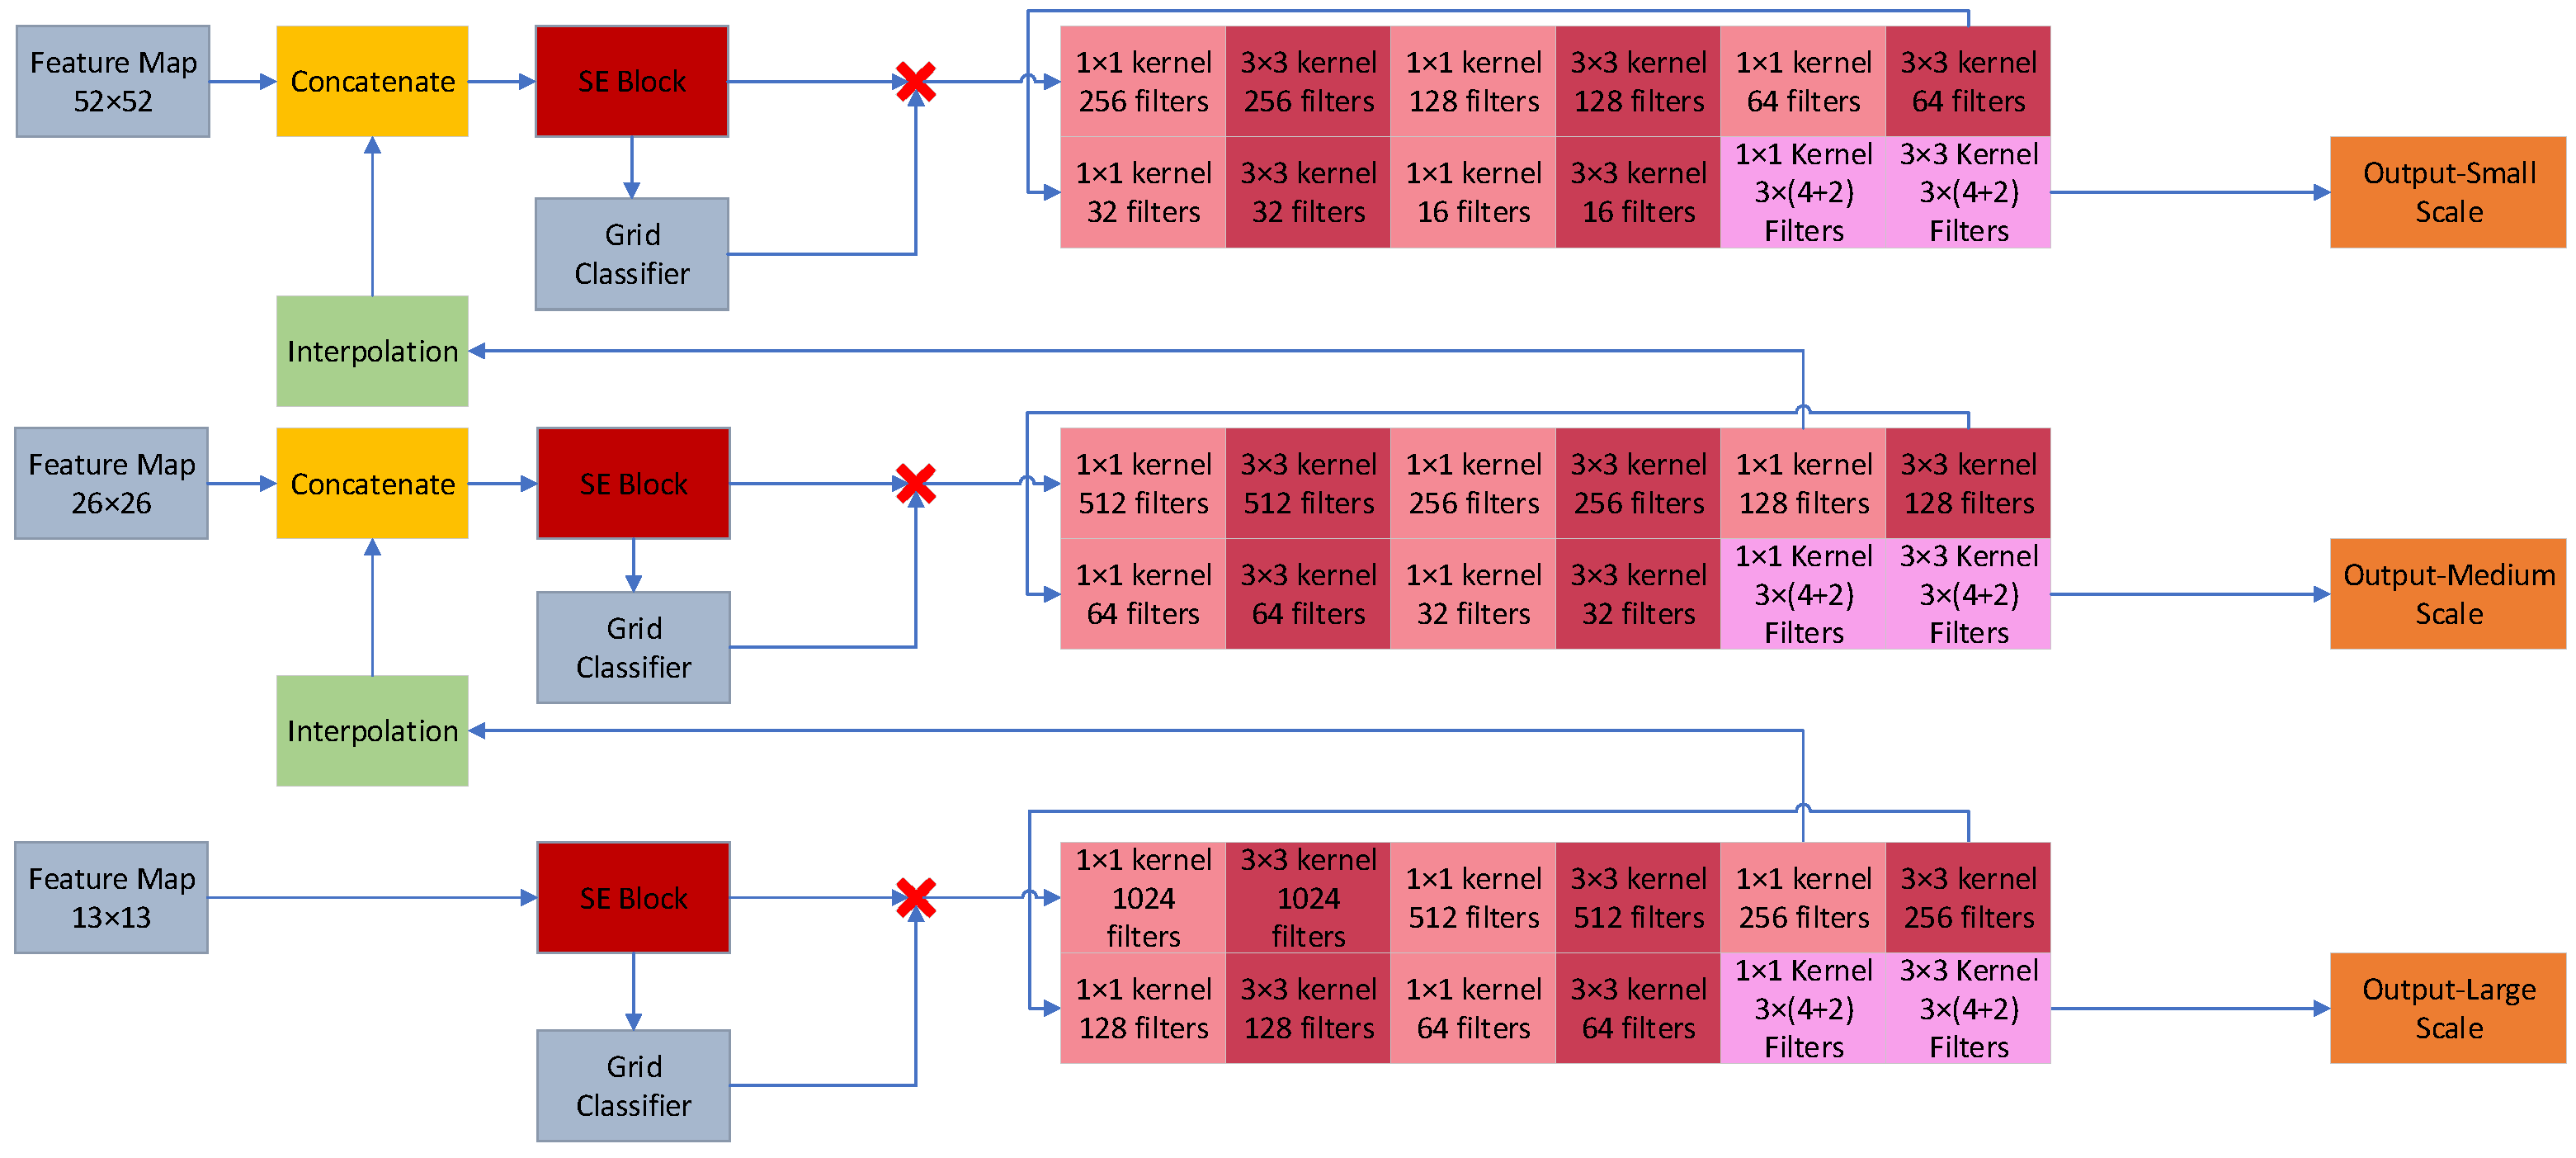 Feature Map
52×52
Concatenate
SE Block
Grid
Classifier
Interpolation
1×1 kernel
256 filters
3×3 kernel
256 filters
1×1 kernel
128 filters
3×3 kernel
128 filters
1×1 kernel
64 filters
3×3 kernel
64 filters
1×1 kernel
32 filters
3×3 kernel
32 filters
1×1 kernel
16 filters
3×3 kernel
16 filters
1×1 Kernel
3×(4+2)
Filters
3×3 Kernel
3×(4+2)
Filters
Output-Small
Scale
Feature Map
26×26
Concatenate
SE Block
Grid
Classifier
Interpolation
1×1 kernel
512 filters
3×3 kernel
512 filters
1×1 kernel
256 filters
3×3 kernel
256 filters
1×1 kernel
128 filters
3×3 kernel
128 filters
1×1 kernel
64 filters
3×3 kernel
64 filters
1×1 kernel
32 filters
3×3 kernel
32 filters
1×1 Kernel
3×(4+2)
Filters
3×3 Kernel
3×(4+2)
Filters
Output-Medium
Scale
Feature Map
13×13
SE Block
Grid
Classifier
1×1 kernel
1024
filters
3×3 kernel
1024
filters
1×1 kernel
512 filters
3×3 kernel
512 filters
1×1 kernel
256 filters
3×3 kernel
256 filters
1×1 kernel
128 filters
3×3 kernel
128 filters
1×1 kernel
64 filters
3×3 kernel
64 filters
1×1 Kernel
3×(4+2)
Filters
3×3 Kernel
3×(4+2)
Filters
Output-Large
Scale